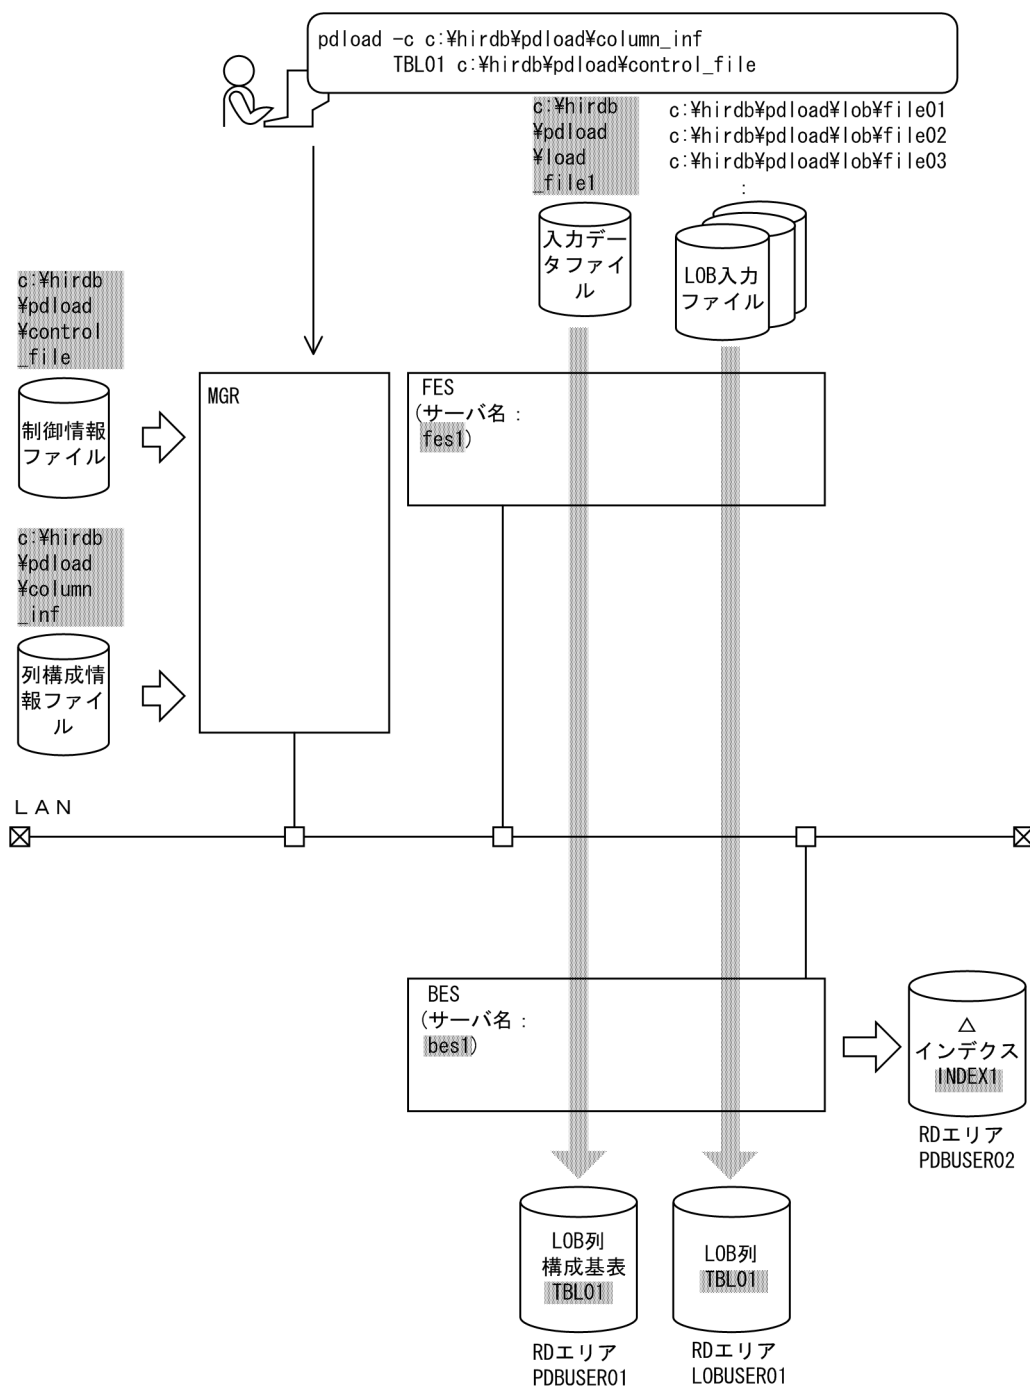 pdload -c c:¥hirdb¥pdload¥column_inf
TBL01 c:¥hirdb¥pdload¥control_file
c:¥hirdb
¥pdload
¥load
_file1
c:¥hirdb¥pdload¥lob¥file01
c:¥hirdb¥pdload¥lob¥file02
c:¥hirdb¥pdload¥lob¥file03
:
入力デー
タファイ
ル
LOB入力
ファイル
c:¥hirdb
¥pdload
¥control
_file
制御情報
ファイル
MGR
FES
(サーバ名:
fes1)
c:¥hirdb
¥pdload
¥column
_inf
列構成情
報ファイ
ル
LAN
BES
(サーバ名:
bes1)
△
インデクス
INDEX1
RDエリア
PDBUSER02
LOB列
構成基表
TBL01
RDエリア
PDBUSER01
LOB列
TBL01
RDエリア
LOBUSER01